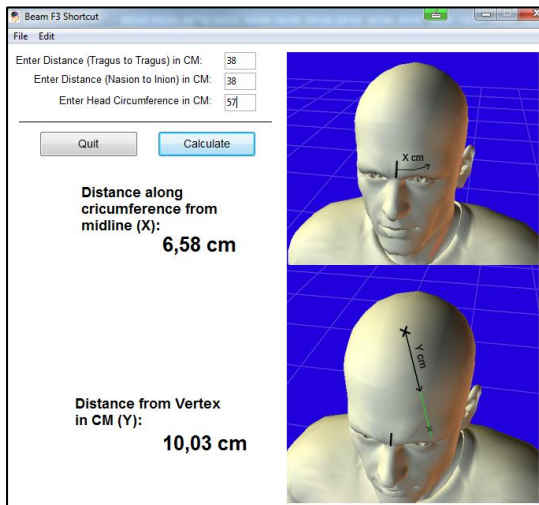 Beam F3 Shortcut
File Edit
Enter Distance (Tragus to Tragus) in CM: 38
Enter Distance (Nasion to Inion) in CM: 38
Enter Head Circumference in CM: 57
Quit Calculate
X cm
Distance along
cricumference from
midline (X):
6,58 cm
Y cm
Distance from Vertex
in CM (Y):
10,03 cm